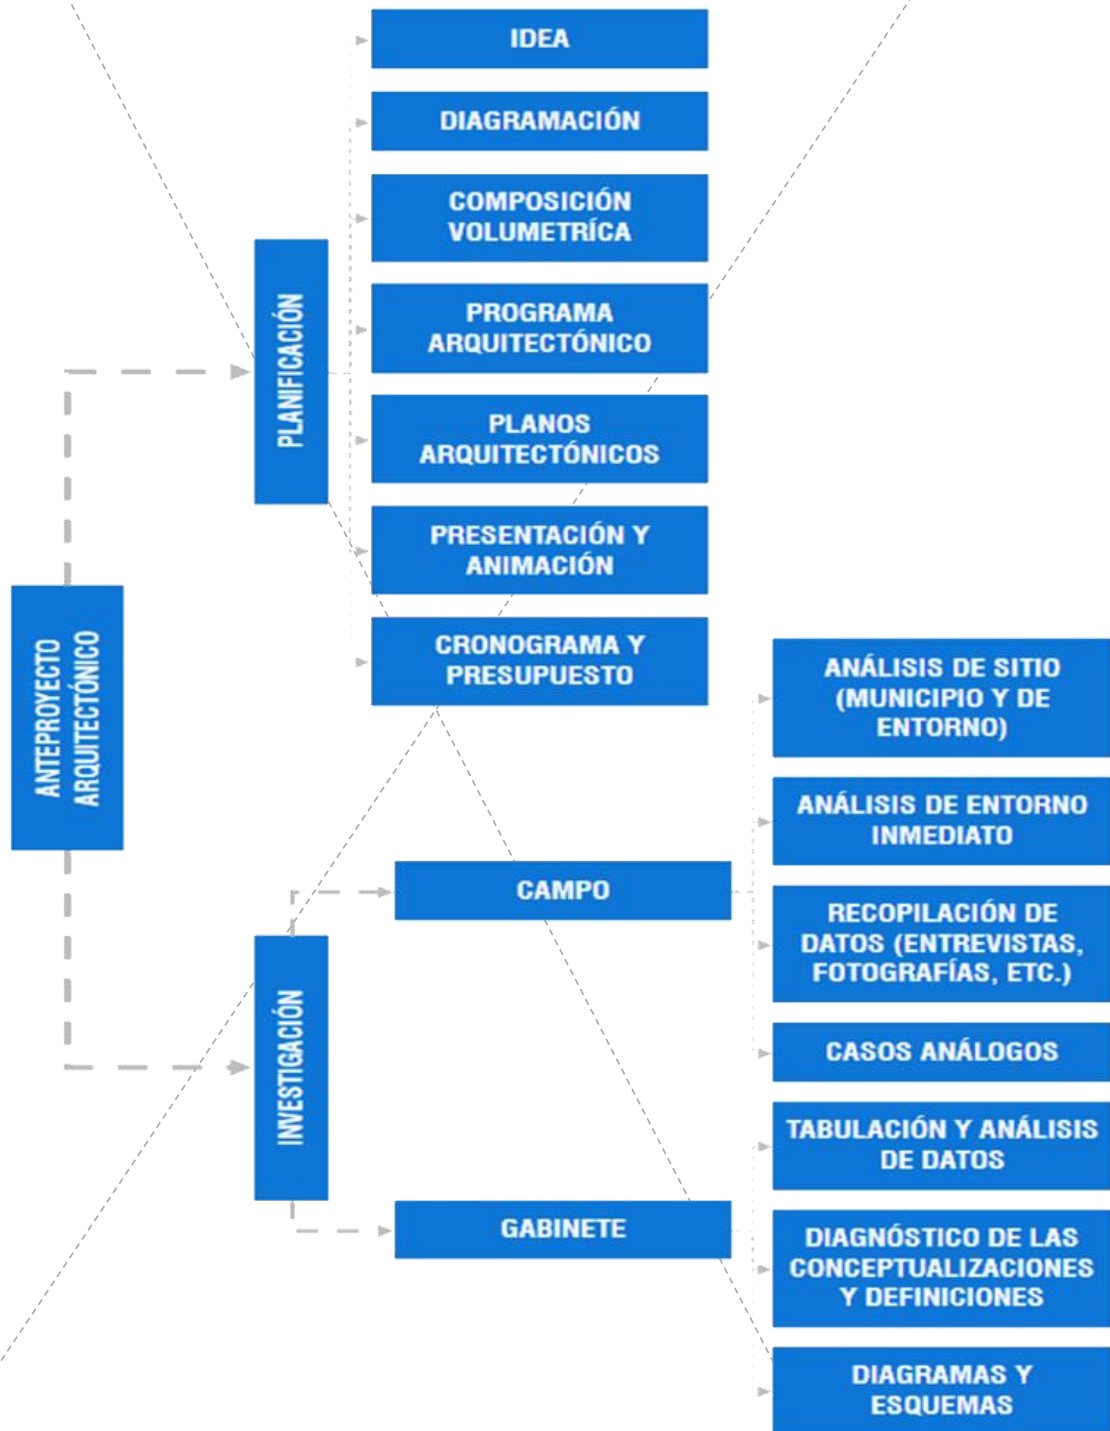 IDEA
DIAGRAMACIÓN
COMPOSICIÓN
VOLUMETRÍCA
PROGRAMA
ARQUITECTÓNICO
PLANOS
ARQUITECTÓNICOS
PRESENTACIÓN Y
ANIMACIÓN
CRONOGRAMA Y
PRESUPUESTO
PLANIFICACIÓN
ANTEPROYECTO
ARQUITECTÓNICO
INVESTIGACIÓN
CAMPO
GABINETE
ANÁLISIS DE SITIO
(MUNICIPIO Y DE
ENTORNO)
ANÁLISIS DE ENTORNO
INMEDIATO
RECOPILACIÓN DE
DATOS (ENTREVISTAS,
FOTOGRAFÍAS, ETC.)
CASOS ANÁLOGOS
TABULACIÓN Y ANÁLISIS
DE DATOS
DIAGNÓSTICO DE LAS
CONCEPTUALIZACIONES
Y DEFINICIONES
DIAGRAMAS Y
ESQUEMAS